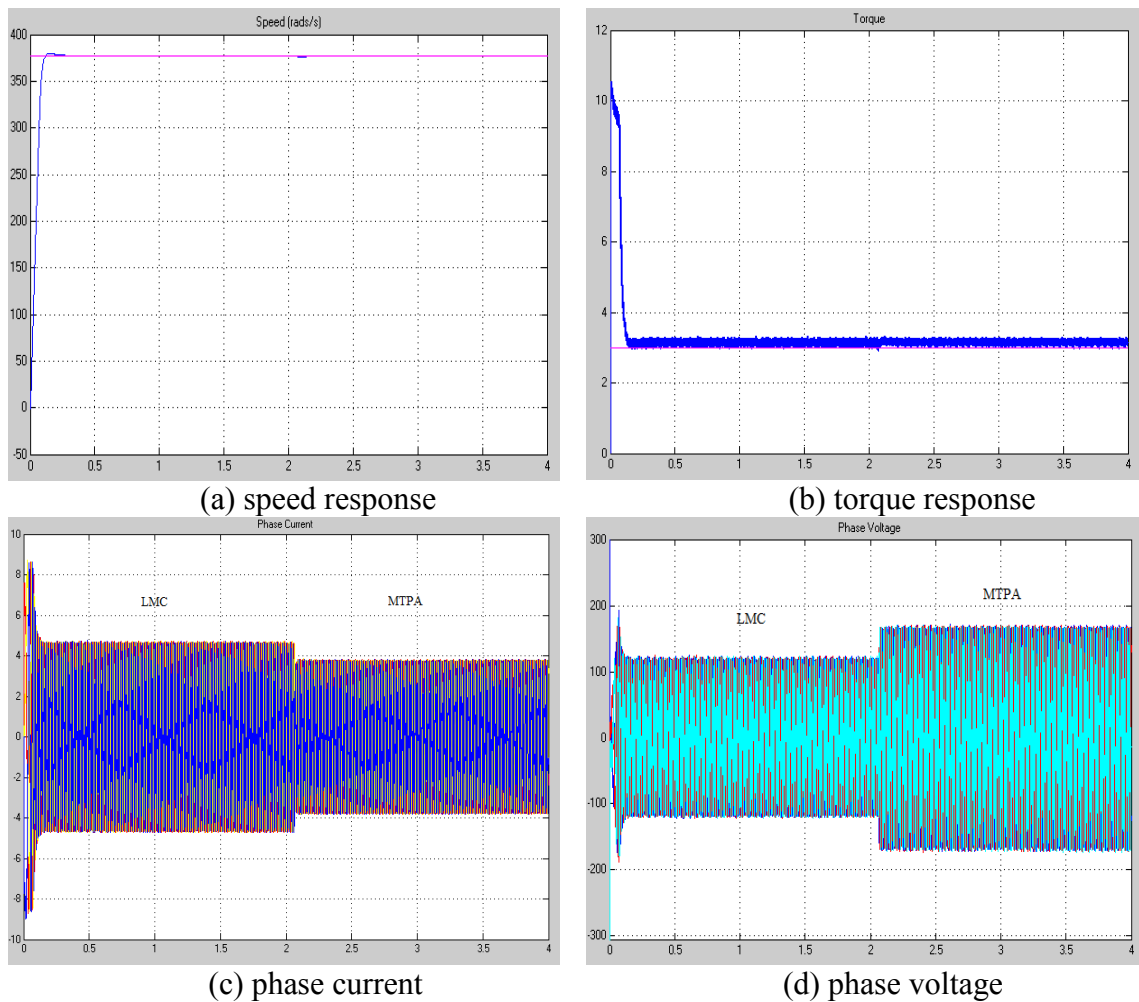 Speed (rads/s)
400
350
300
250
200
150
100
50
0
-50
0 0.5 1 1.5 2 2.5 3 3.5 4
(a) speed response
Torque
12
10
8
6
4
2
0
0 0.5 1 1.5 2 2.5 3 3.5 4
(b) torque response
Phase Current
10
8
6
4
2
0
-2
-4
-6
-8
-10
LMC
MTPA
0 0.5 1 1.5 2 2.5 3 3.5 4
(c) phase current
Phase Voltage
300
200
100
0
-100
-200
-300
LMC
MTPA
0 0.5 1 1.5 2 2.5 3 3.5 4
(d) phase voltage